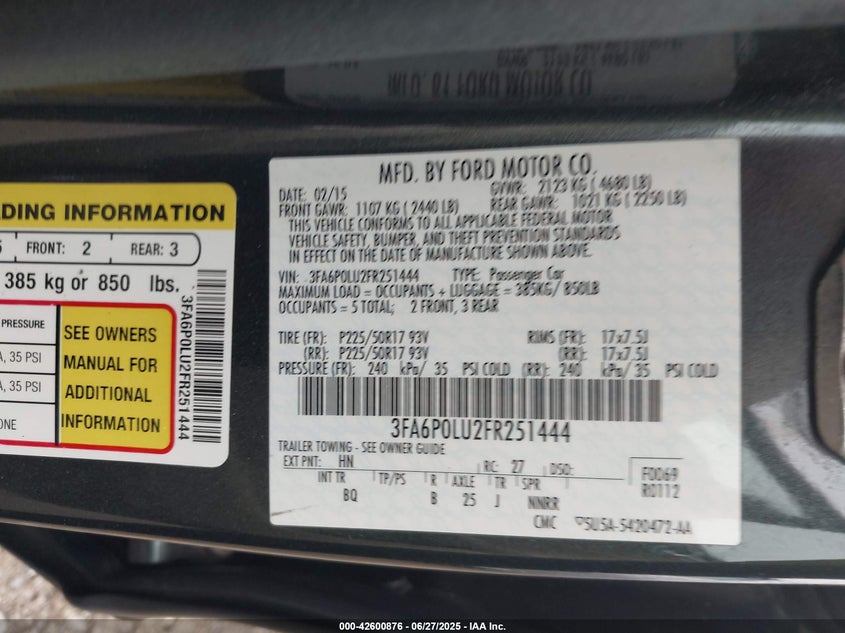 MFD. BY FORD MOTOR CO.
DATE: 02/15 GVWR: 2123 KG ( 4680 LB)
FRONT GAWR: 1107 KG ( 2440 LB) REAR GAWR: 1021 KG ( 2250 LB)
THIS VEHICLE CONFORMS TO ALL APPLICABLE FEDERAL MOTOR
VEHICLE SAFETY, BUMPER, AND THEFT PREVENTION STANDARDS
IN EFFECT ON THE DATE OF MANUFACTURE SHOWN ABOVE.
VIN: 3FA6P0LU2FR251444 TYPE: Passenger Car
MAXIMUM LOAD = OCCUPANTS + LUGGAGE = 385KG/ 850LB
OCCUPANTS = 5 TOTAL; 2 FRONT, 3 REAR
TIRE (FR): P225/50R17 93V RIMS (FR): 17x7.5J
(RR): P225/50R17 93V (RR): 17x7.5J
PRESSURE (FR): 240 kPa/ 35 PSI COLD (RR): 240 kPa/ 35 PSI COLD
3FA6P0LU2FR251444
TRAILER TOWING - SEE OWNER GUIDE
EXT PNT: HN RC: 27 DSO: F0069
INT TR TP/PS R AXLE TR SPR R0112
BQ B 25 J NNRR
CMC 5U5A-5420472-AA
DING INFORMATION
5 FRONT: 2 REAR: 3
385 kg or 850 lbs.
PRESSURE
, 35 PSI
, 35 PSI
ONE
SEE OWNERS
MANUAL FOR
ADDITIONAL
INFORMATION
3FA6P0LU2FR251444
000-42600876 | 06/27/2025 - IAA Inc.